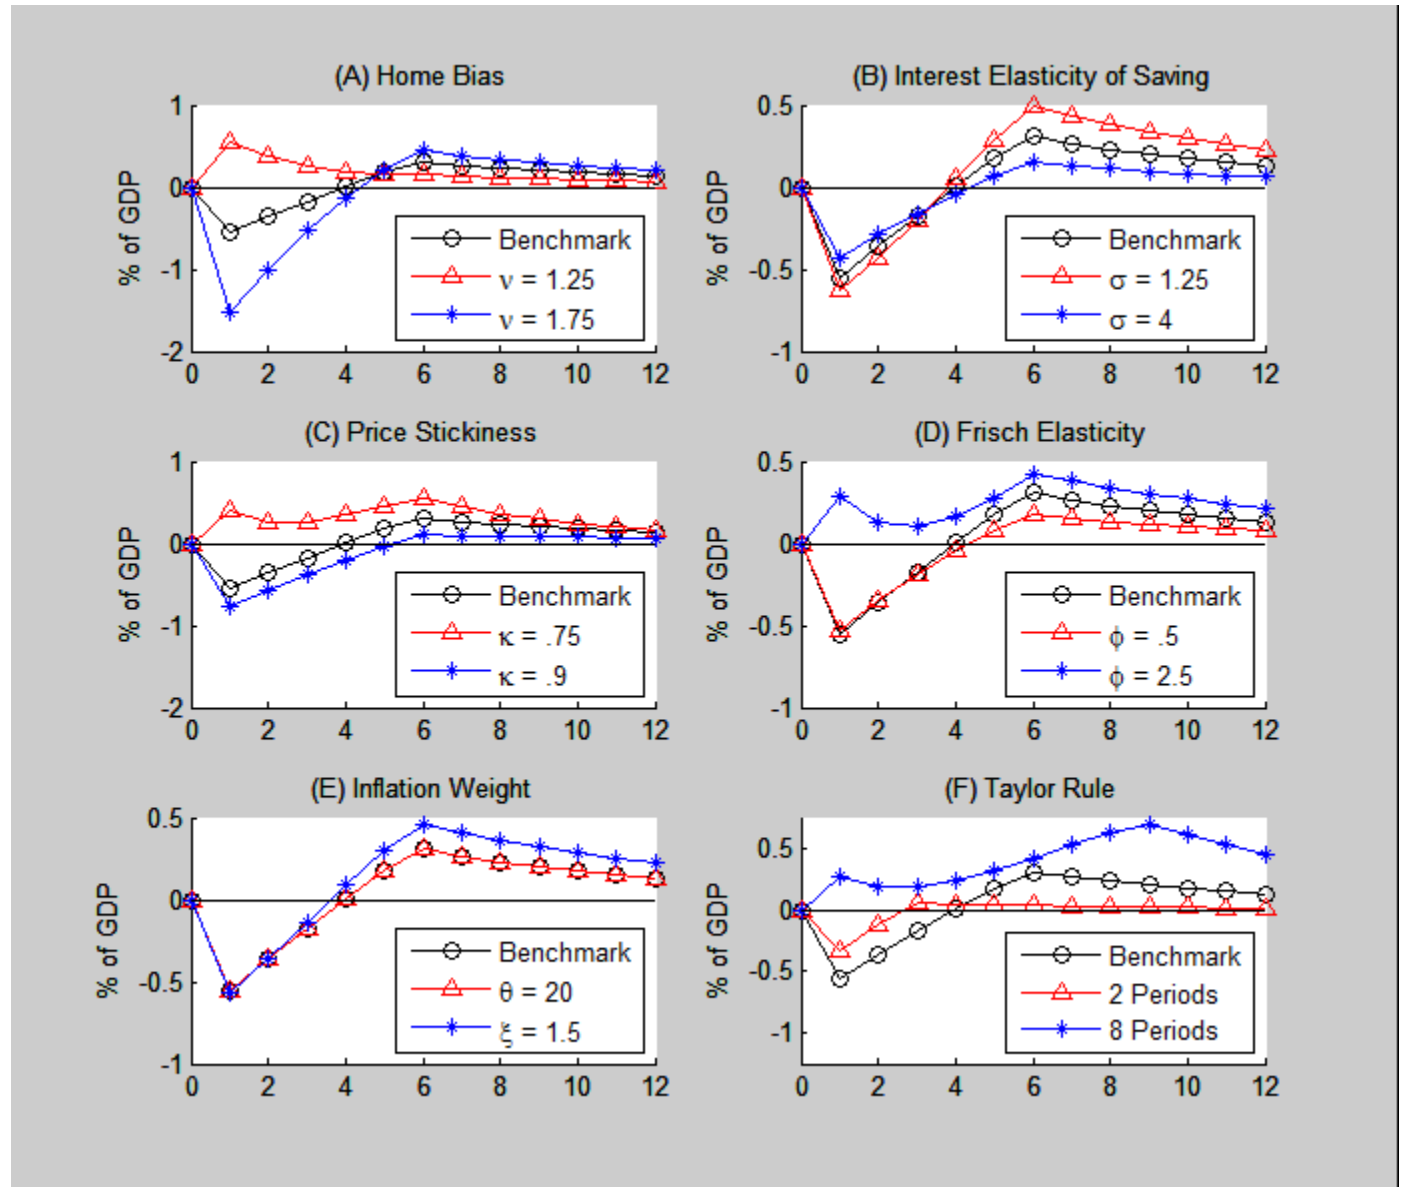 (A) Home Bias
% of GDP
1
0
-1
-2
0 2 4 6 8 10 12
Benchmark
ν = 1.25
ν = 1.75
(B) Interest Elasticity of Saving
% of GDP
0.5
0
-0.5
-1
0 2 4 6 8 10 12
Benchmark
σ = 1.25
σ = 4
(C) Price Stickiness
% of GDP
1
0
-1
-2
0 2 4 6 8 10 12
Benchmark
κ = .75
κ = .9
(D) Frisch Elasticity
% of GDP
0.5
0
-0.5
-1
0 2 4 6 8 10 12
Benchmark
ϕ = .5
ϕ = 2.5
(E) Inflation Weight
% of GDP
0.5
0
-0.5
-1
0 2 4 6 8 10 12
Benchmark
θ = 20
ξ = 1.5
(F) Taylor Rule
% of GDP
0.5
0
-0.5
-1
0 2 4 6 8 10 12
Benchmark
2 Periods
8 Periods